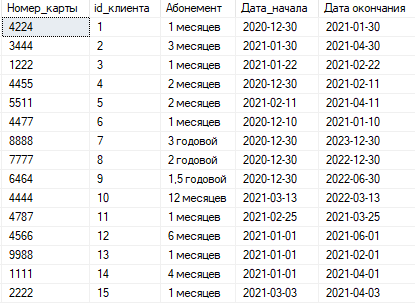 Номер_карты id_клиента Абонемент Дата_начала Дата окончания
4224 1 1 месяцев 2020-12-30 2021-01-30
3444 2 3 месяцев 2021-01-30 2021-04-30
1222 3 1 месяцев 2021-01-22 2021-02-22
4455 4 2 месяцев 2020-12-30 2021-02-11
5511 5 2 месяцев 2021-02-11 2021-04-11
4477 6 1 месяцев 2020-12-10 2021-01-10
8888 7 3 годовой 2020-12-30 2023-12-30
7777 8 2 годовой 2020-12-30 2022-12-30
6464 9 1,5 годовой 2020-12-30 2022-06-30
4444 10 12 месяцев 2021-03-13 2022-03-13
4787 11 1 месяцев 2021-02-25 2021-03-25
4566 12 6 месяцев 2021-01-01 2021-06-01
9988 13 1 месяцев 2021-01-01 2021-02-01
1111 14 4 месяцев 2021-01-01 2021-04-01
2222 15 1 месяцев 2021-03-03 2021-04-03